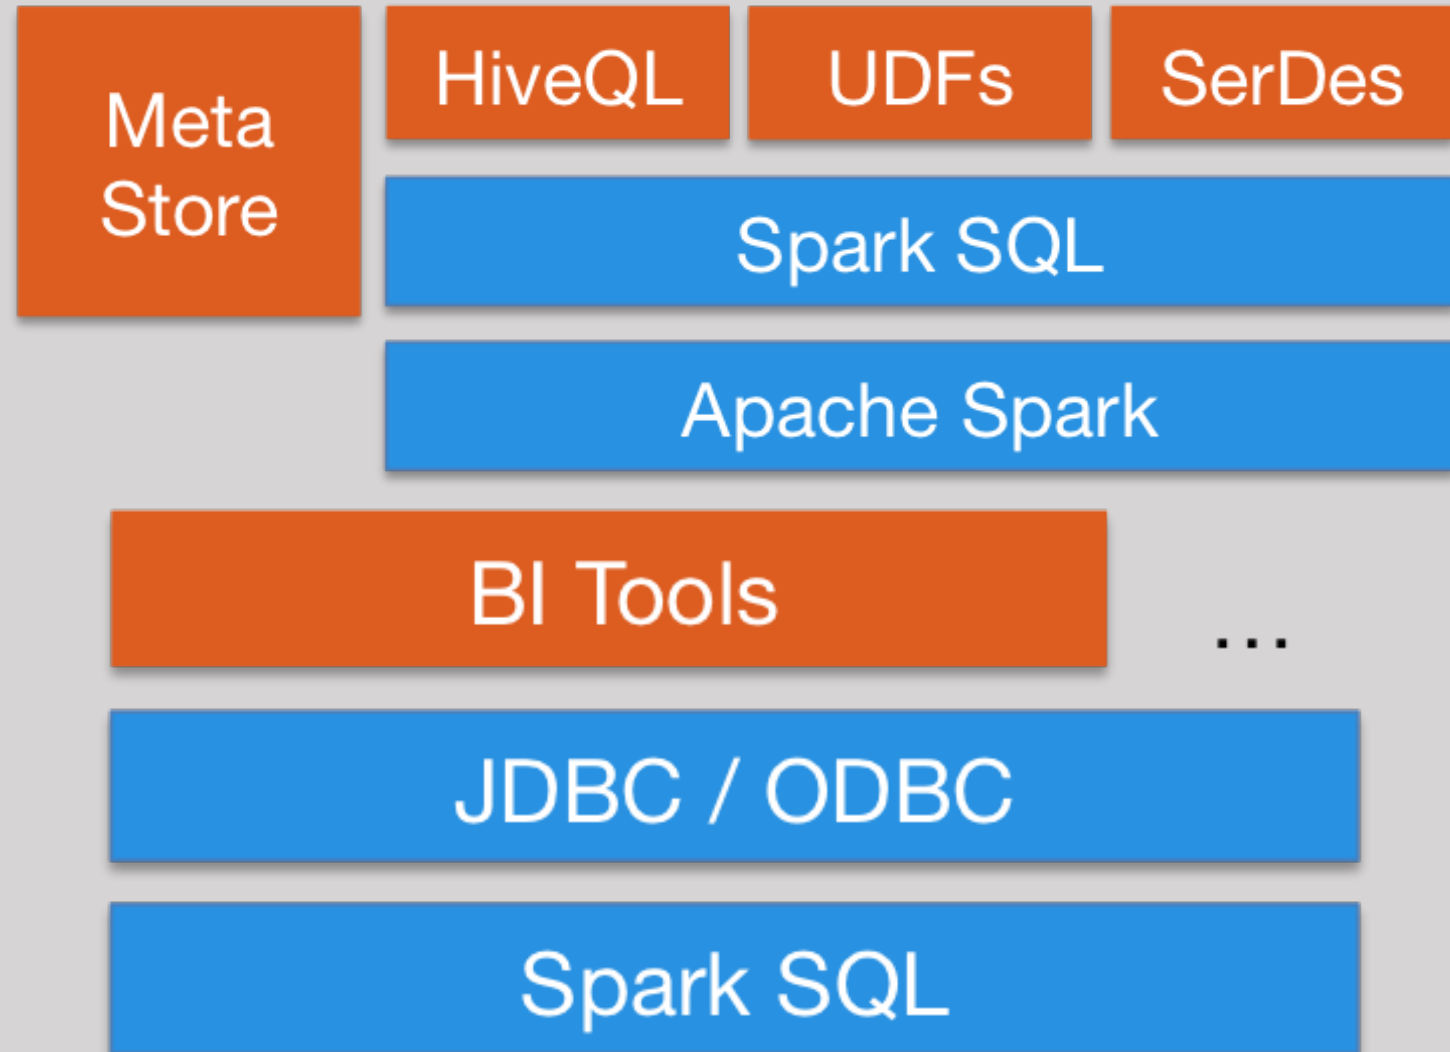 Meta
Store
HiveQL
UDFs
SerDes
Spark SQL
Apache Spark
BI Tools
...
JDBC / ODBC
Spark SQL